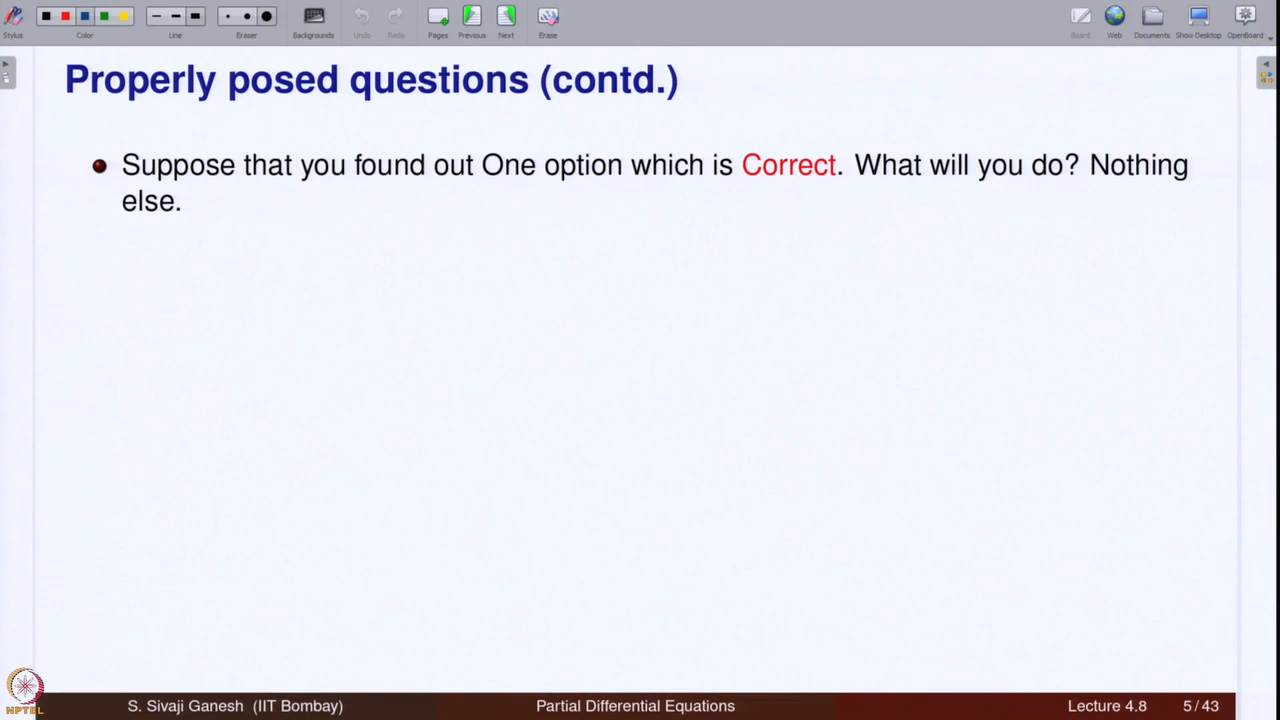 Stylus
Color
Line
Eraser
Backgrounds
Undo
Redo
Pages
Previous
Next
Erase
Board
Web
Documents
Show Desktop
OpenBoard
Properly posed questions (contd.)
Suppose that you found out One option which is Correct. What will you do? Nothing
else.
NPTEL
S. Sivaji Ganesh (IIT Bombay)
Partial Differential Equations
Lecture 4.8
5 / 43